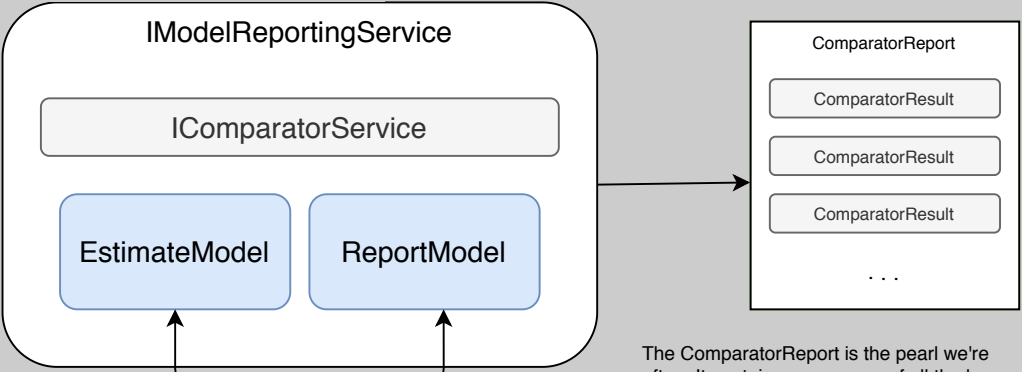 IModelReportingService
IComparatorService
EstimateModel
ReportModel
ComparatorReport
ComparatorResult
ComparatorResult
ComparatorResult
. . .
The ComparatorReport is the pearl we're